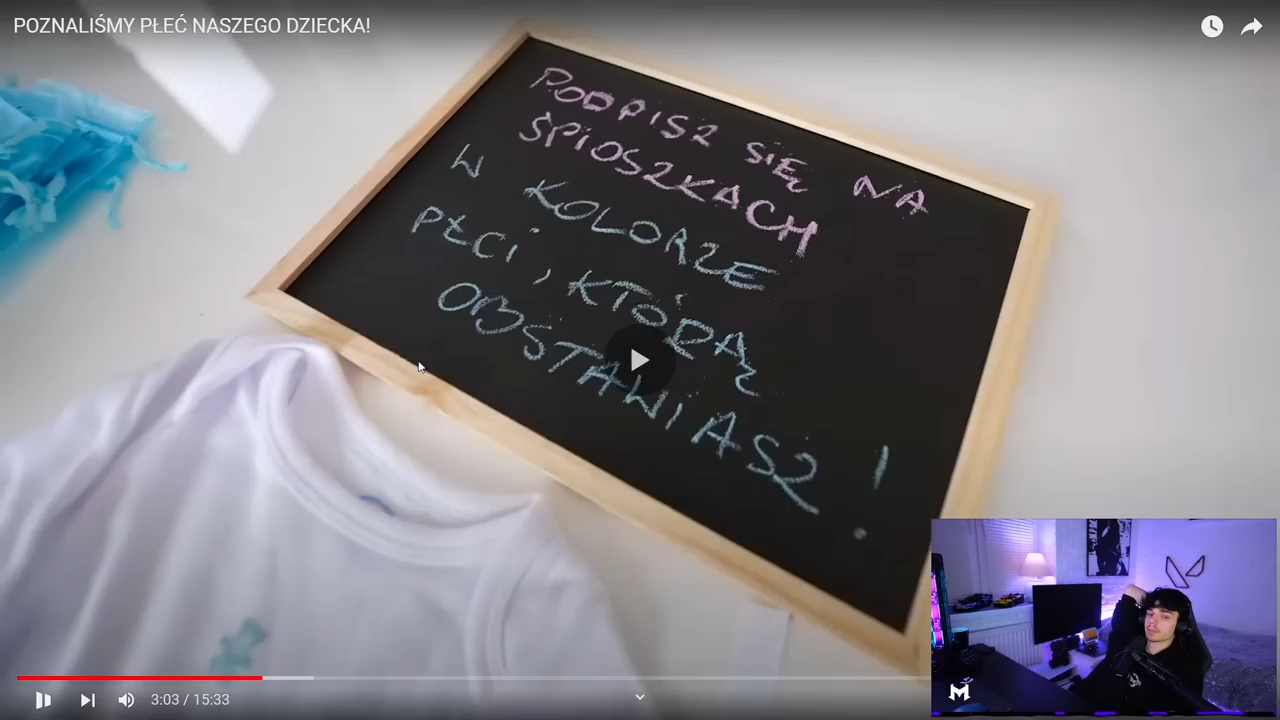 POZNALIŚMY PŁEĆ NASZEGO DZIECKA!
PODPISZ SIĘ NA
ŚPIOSZKACH
W KOLORZE
PŁCI, KTÓRĄ
OBSTAWIASZ!
3:03 / 15:33